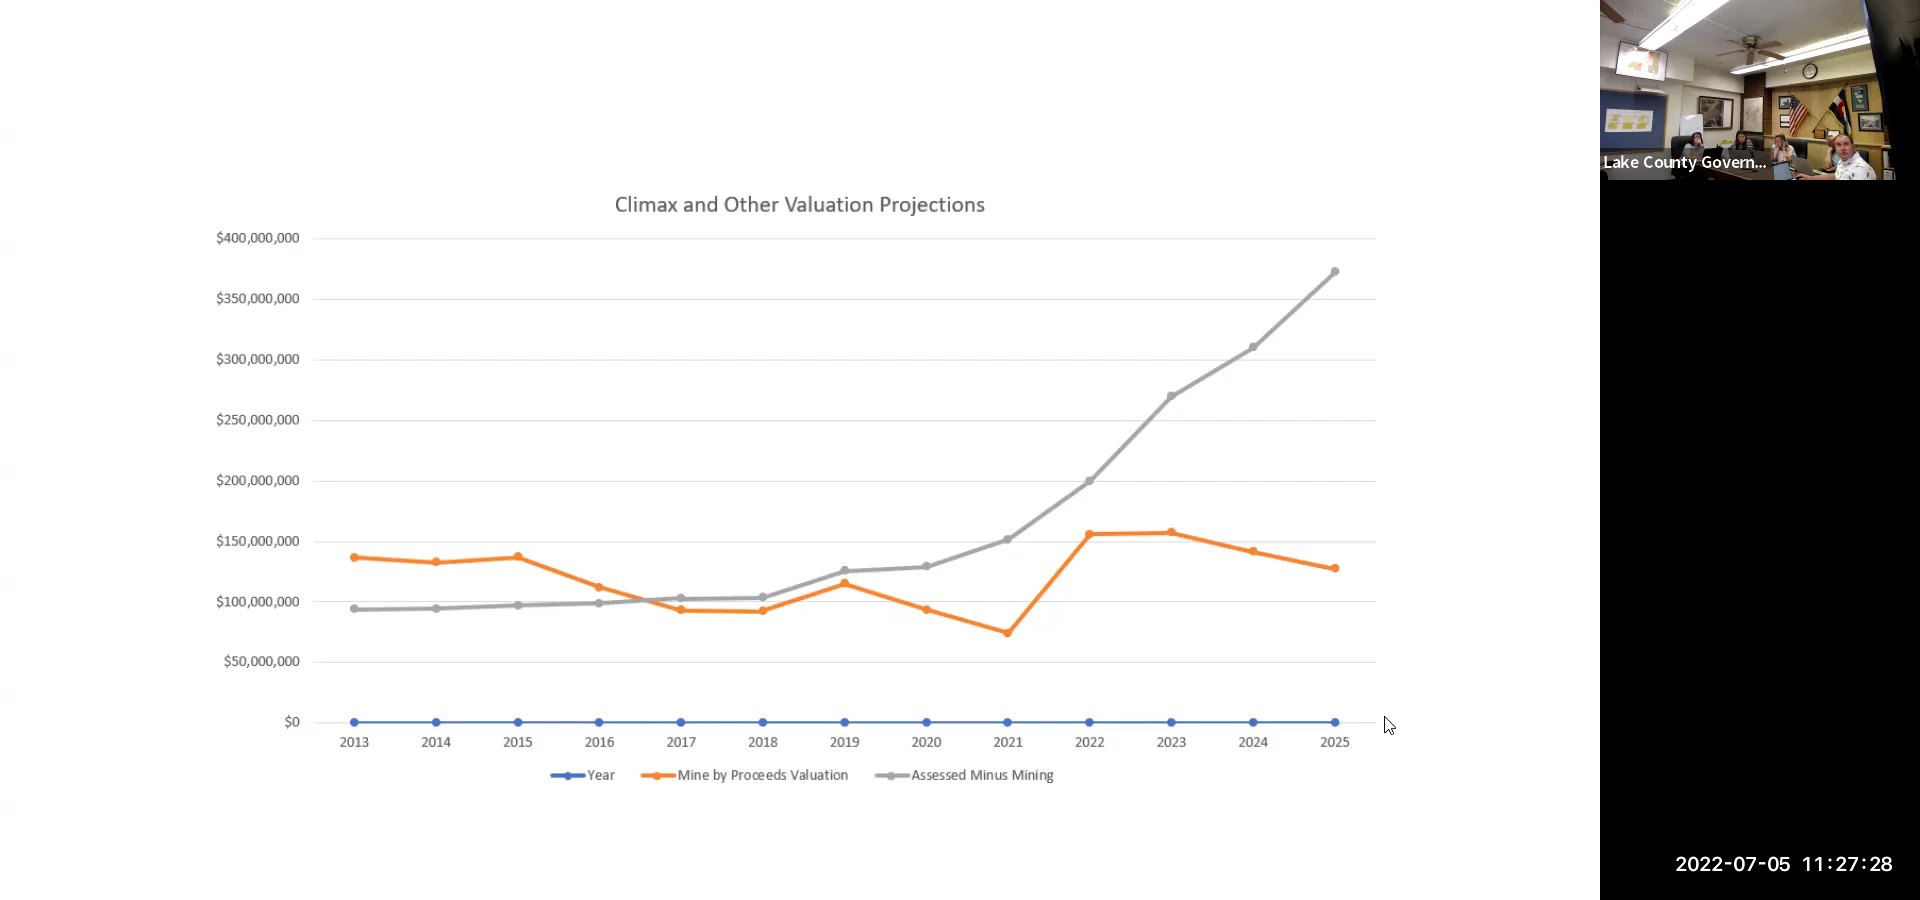 Climax and Other Valuation Projections
$400,000,000
$350,000,000
$300,000,000
$250,000,000
$200,000,000
$150,000,000
$100,000,000
$50,000,000
$0
2013 2014 2015 2016 2017 2018 2019 2020 2021 2022 2023 2024 2025
Year Mine by Proceeds Valuation Assessed Minus Mining
Lake County Govern...
2022-07-05 11:27:28